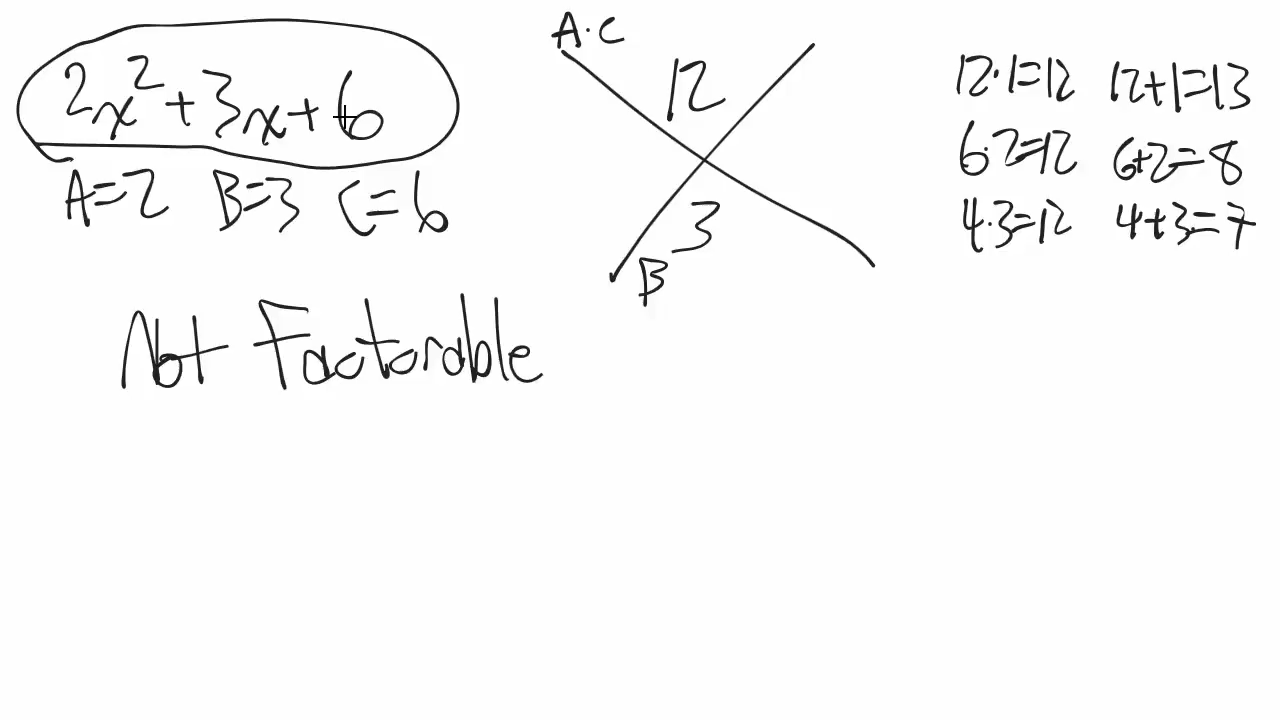 2x² + 3x + 6
A=2 B=3 C=6
A·C
12
3
B
12·1=12 12+1=13
6·2=12 6+2=8
4·3=12 4+3=7
Not Factorable